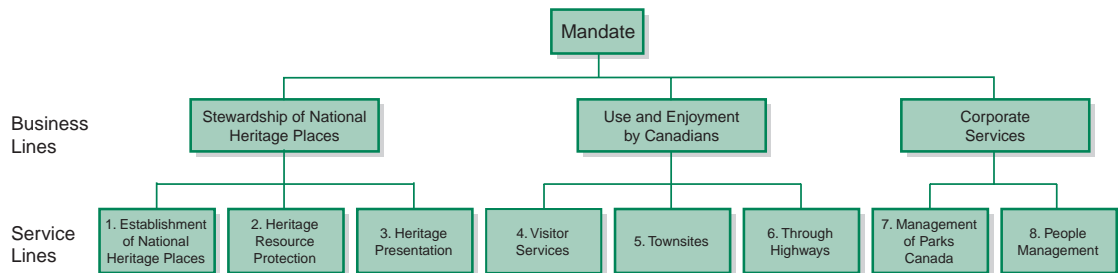 Mandate
Business
Lines
Stewardship of National
Heritage Places
Use and Enjoyment
by Canadians
Corporate
Services
Service
Lines
1. Establishment
of National
Heritage Places
2. Heritage
Resource
Protection
3. Heritage
Presentation
4. Visitor
Services
5. Townsites
6. Through
Highways
7. Management
of Parks
Canada
8. People
Management